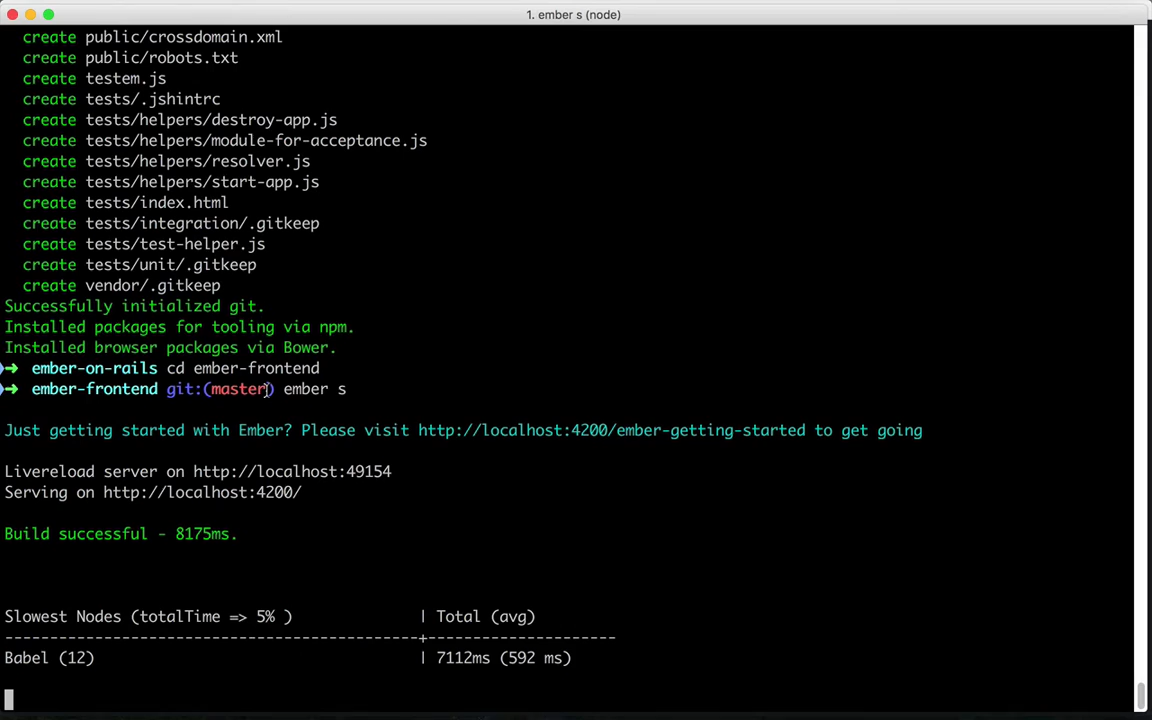 1. ember s (node)
create public/crossdomain.xml
create public/robots.txt
create testem.js
create tests/.jshintrc
create tests/helpers/destroy-app.js
create tests/helpers/module-for-acceptance.js
create tests/helpers/resolver.js
create tests/helpers/start-app.js
create tests/index.html
create tests/integration/.gitkeep
create tests/test-helper.js
create tests/unit/.gitkeep
create vendor/.gitkeep
Successfully initialized git.
Installed packages for tooling via npm.
Installed browser packages via Bower.
➜ ember-on-rails cd ember-frontend
➜ ember-frontend git:(master) ember s
Just getting started with Ember? Please visit http://localhost:4200/ember-getting-started to get going
Livereload server on http://localhost:49154
Serving on http://localhost:4200/
Build successful - 8175ms.
Slowest Nodes (totalTime => 5% ) | Total (avg)
----------------------------------------------+---------------------
Babel (12) | 7112ms (592 ms)